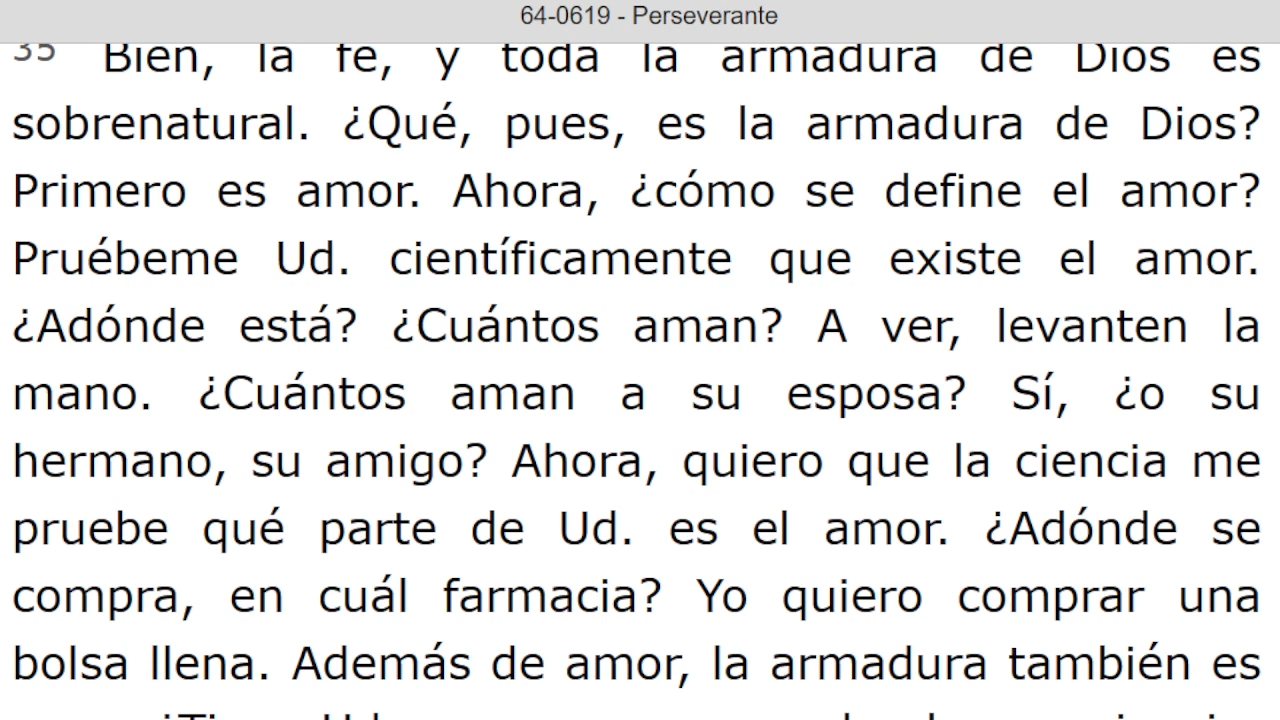 64-0619 - Perseverante
35 Bien, la fe, y toda la armadura de Dios es
sobrenatural. ¿Qué, pues, es la armadura de Dios?
Primero es amor. Ahora, ¿cómo se define el amor?
Pruébeme Ud. científicamente que existe el amor.
¿Adónde está? ¿Cuántos aman? A ver, levanten la
mano. ¿Cuántos aman a su esposa? Sí, ¿o su
hermano, su amigo? Ahora, quiero que la ciencia me
pruebe qué parte de Ud. es el amor. ¿Adónde se
compra, en cuál farmacia? Yo quiero comprar una
bolsa llena. Además de amor, la armadura también es